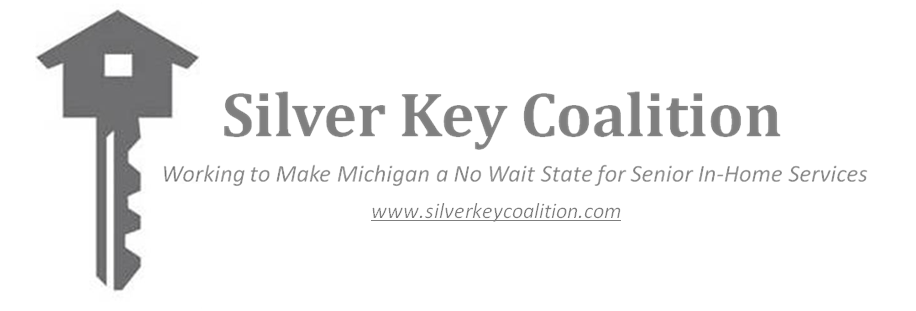 Silver Key Coalition
Working to Make Michigan a No Wait State for Senior In-Home Services
www.silverkeycoalition.com